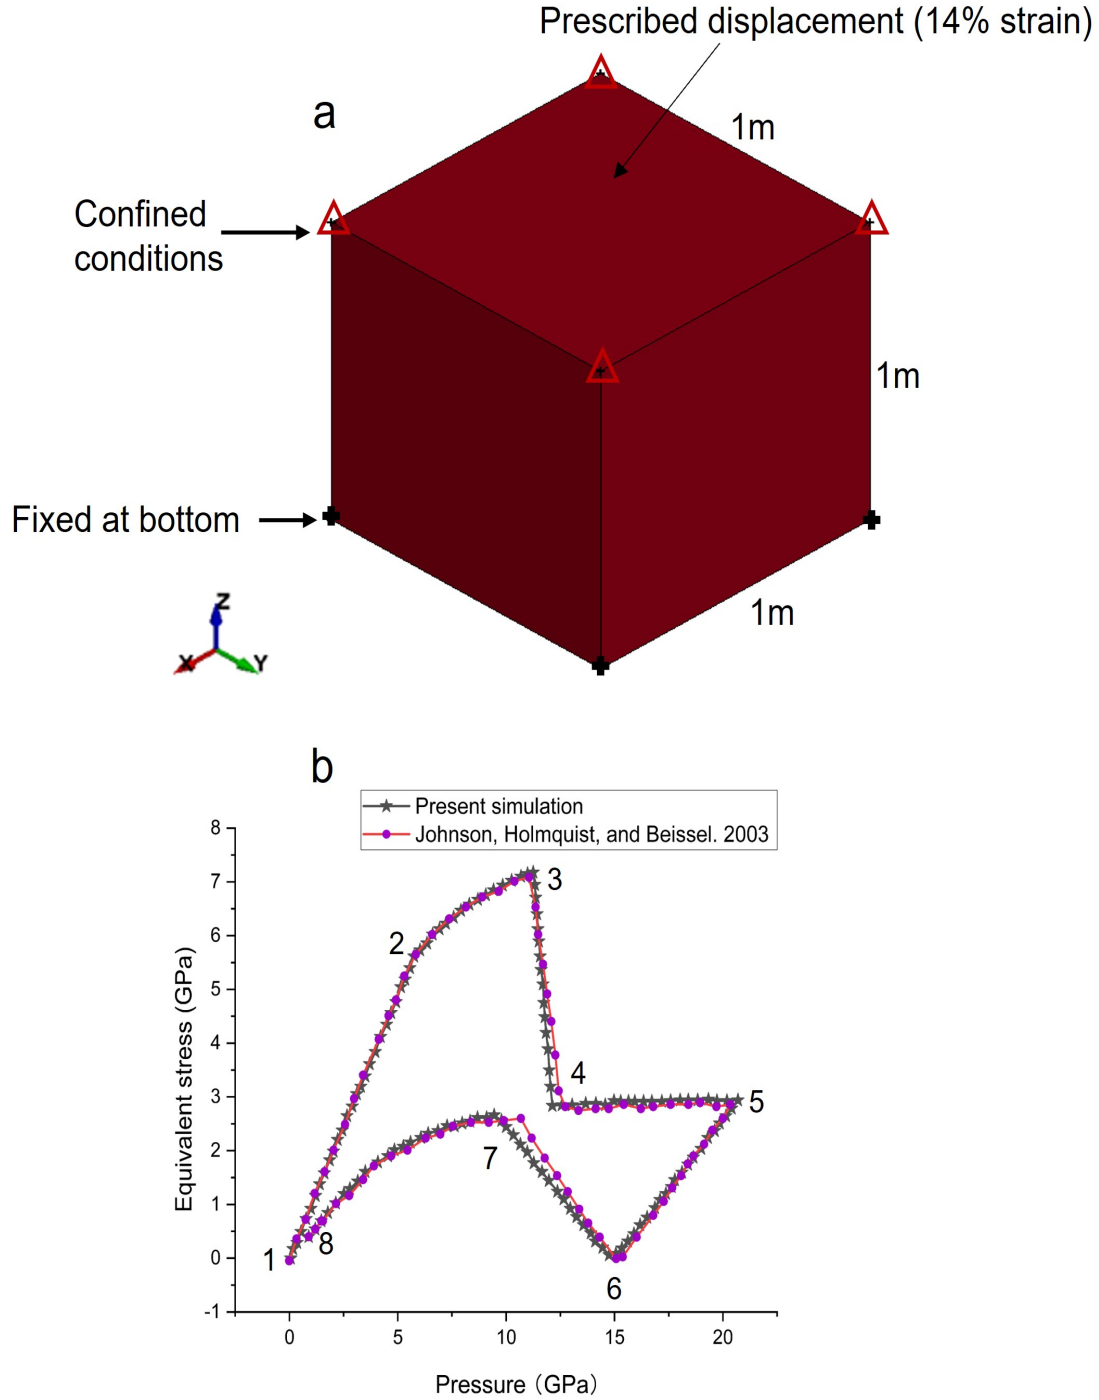 Prescribed displacement (14% strain)
a
1m
Confined
conditions
1m
Fixed at bottom
1m
Z
X
Y
b
Present simulation
Johnson, Holmquist, and Beissel. 2003
8
7
6
5
4
3
2
1
0
-1
Equivalent stress (GPa)
1
2
3
4
5
6
7
8
0
5
10
15
20
Pressure (GPa)